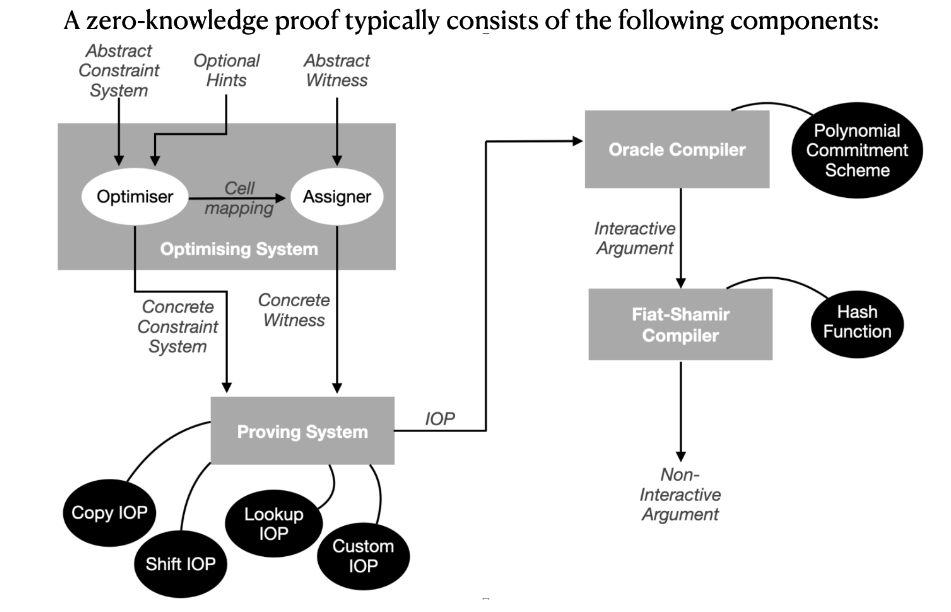 A zero-knowledge proof typically consists of the following components:
Abstract
Constraint
System
Optional
Hints
Abstract
Witness
Optimiser
Cell
mapping
Assigner
Optimising System
Concrete
Constraint
System
Concrete
Witness
Proving System
IOP
Copy IOP
Shift IOP
Lookup
IOP
Custom
IOP
Oracle Compiler
Polynomial
Commitment
Scheme
Interactive
Argument
Fiat-Shamir
Compiler
Hash
Function
Non-
Interactive
Argument